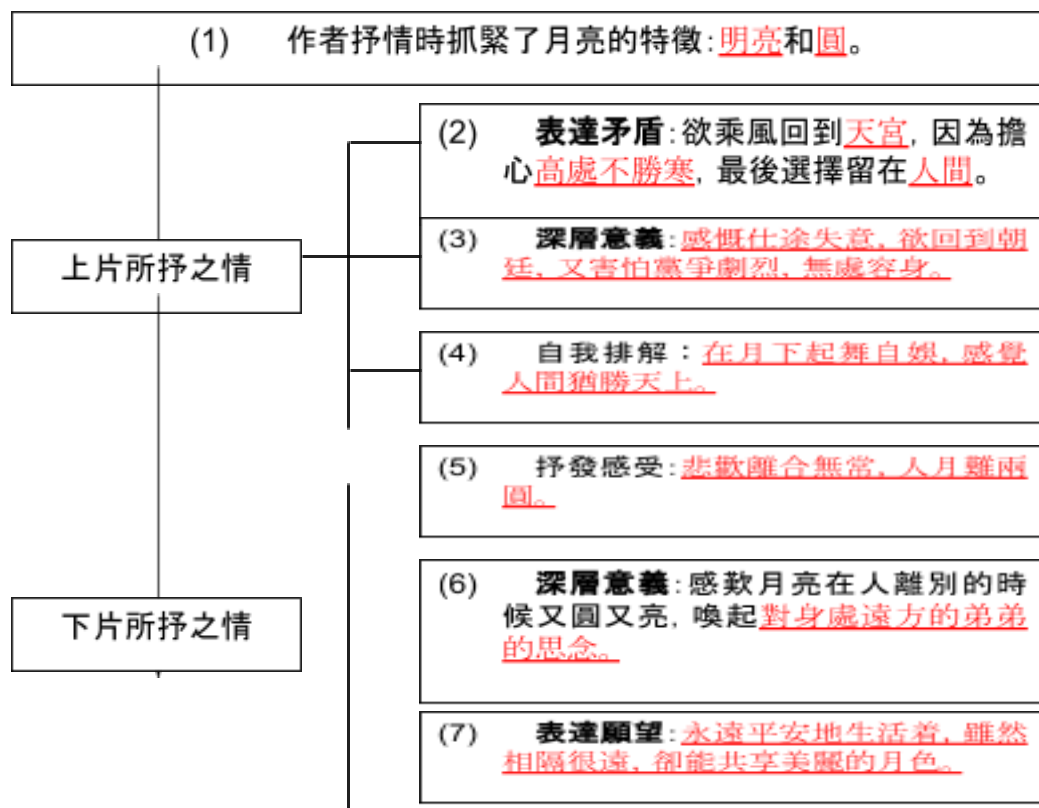 (1) 作者抒情時抓緊了月亮的特徵:明亮和圓。
(2) 表達矛盾:欲乘風回到天宮, 因為擔
心高處不勝寒, 最後選擇留在人間。
(3) 深層意義:感慨仕途失意, 欲回到朝
廷, 又害怕黨爭劇烈, 無處容身。
上片所抒之情
(4) 自我排解：在月下起舞自娛, 感覺
人間猶勝天上。
(5) 抒發感受:悲歡離合無常, 人月難兩
圓。
(6) 深層意義:感歎月亮在人離別的時
候又圓又亮, 喚起對身處遠方的弟弟
的思念。
下片所抒之情
(7) 表達願望:永遠平安地生活着, 雖然
相隔很遠, 卻能共享美麗的月色。